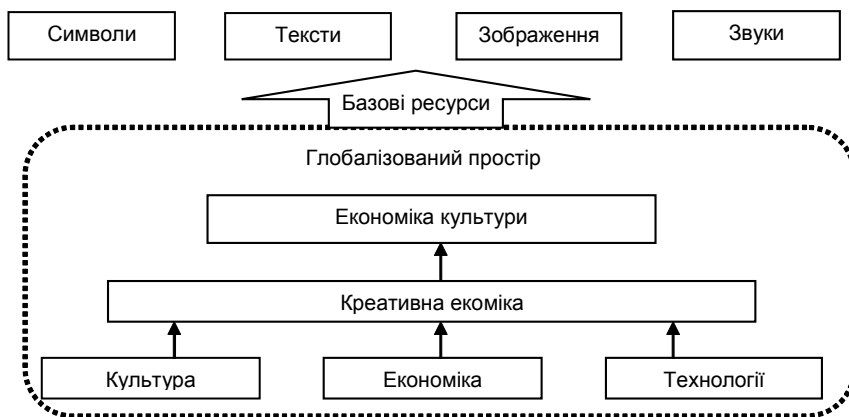 Символи
Тексти
Зображення
Звуки
Базові ресурси
Глобалізований простір
Економіка культури
Креативна екоміка
Культура
Економіка
Технології